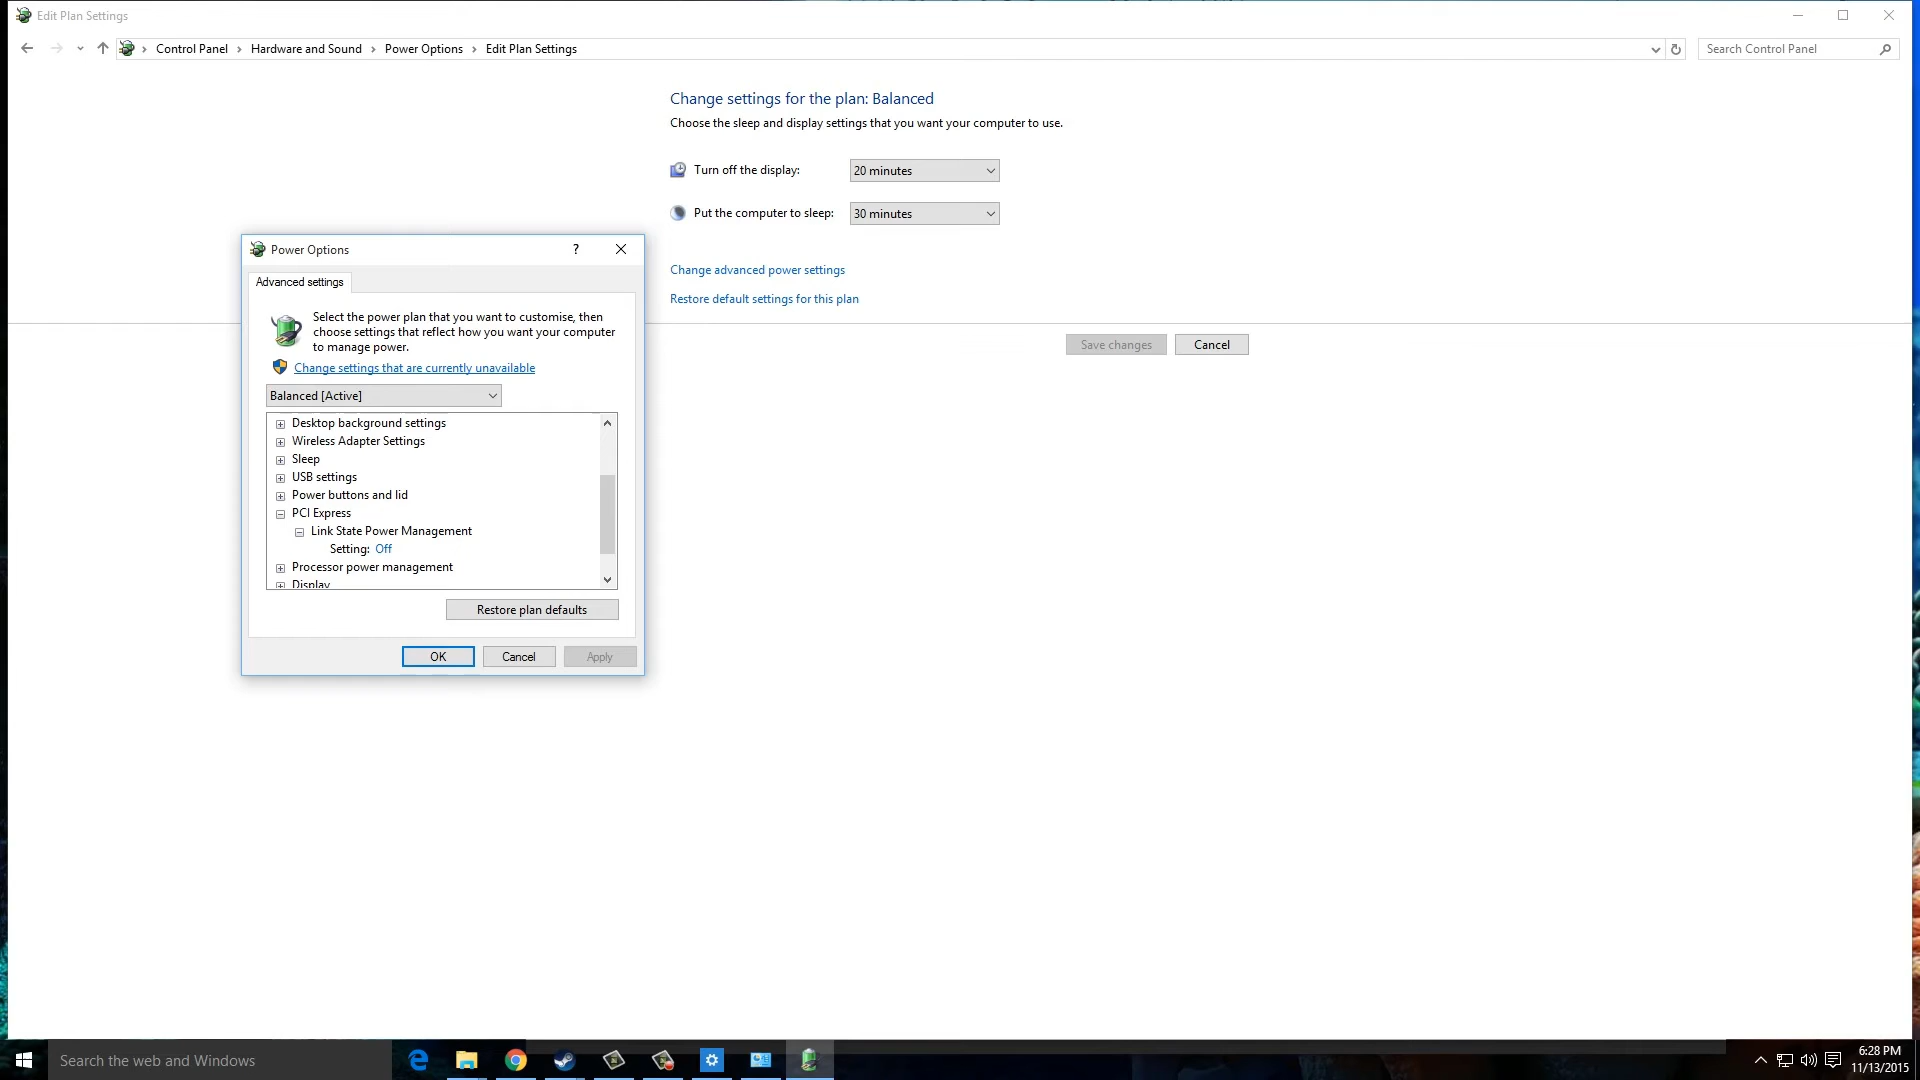 Edit Plan Settings
Control Panel > Hardware and Sound > Power Options > Edit Plan Settings
Search Control Panel
Change settings for the plan: Balanced
Choose the sleep and display settings that you want your computer to use.
Turn off the display: 20 minutes
Put the computer to sleep: 30 minutes
Change advanced power settings
Restore default settings for this plan
Save changes Cancel
Power Options
?
Advanced settings
Select the power plan that you want to customise, then
choose settings that reflect how you want your computer
to manage power.
Change settings that are currently unavailable
Balanced [Active]
Desktop background settings
Wireless Adapter Settings
Sleep
USB settings
Power buttons and lid
PCI Express
Link State Power Management
Setting: Off
Processor power management
Display
Restore plan defaults
OK Cancel Apply
Search the web and Windows
6:28 PM
11/13/2015